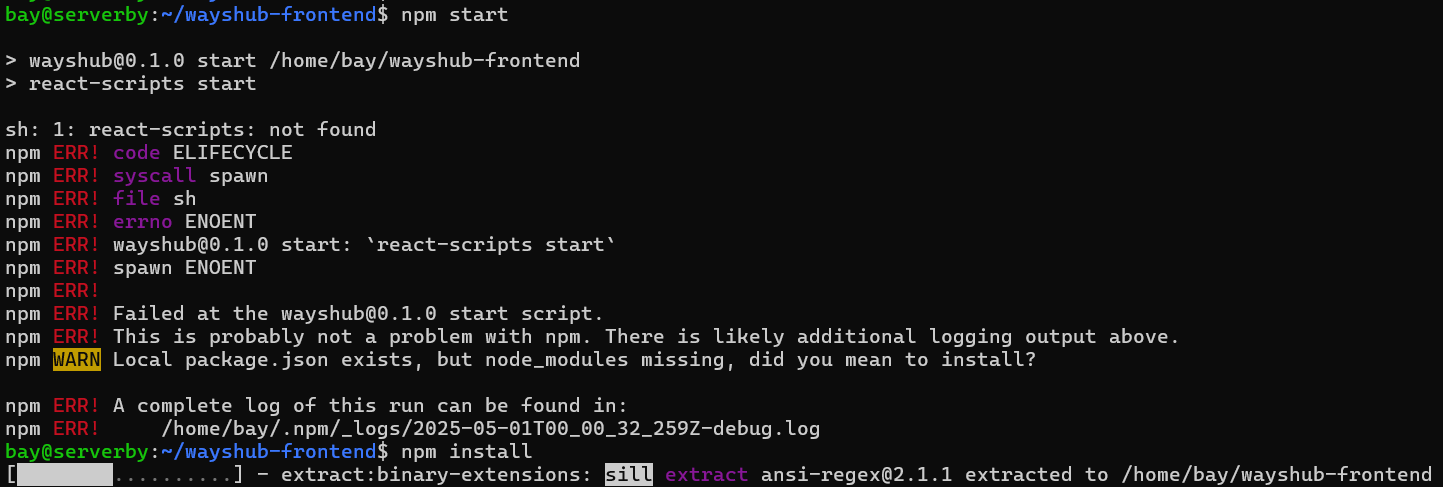 bay@serverby:~/wayshub-frontend$ npm start
> wayshub@0.1.0 start /home/bay/wayshub-frontend
> react-scripts start
sh: 1: react-scripts: not found
npm ERR! code ELIFECYCLE
npm ERR! syscall spawn
npm ERR! file sh
npm ERR! errno ENOENT
npm ERR! wayshub@0.1.0 start: `react-scripts start`
npm ERR! spawn ENOENT
npm ERR!
npm ERR! Failed at the wayshub@0.1.0 start script.
npm ERR! This is probably not a problem with npm. There is likely additional logging output above.
npm WARN Local package.json exists, but node_modules missing, did you mean to install?
npm ERR! A complete log of this run can be found in:
npm ERR!     /home/bay/.npm/_logs/2025-05-01T00_00_32_259Z-debug.log
bay@serverby:~/wayshub-frontend$ npm install
[        ..........] - extract:binary-extensions: sill extract ansi-regex@2.1.1 extracted to /home/bay/wayshub-frontend